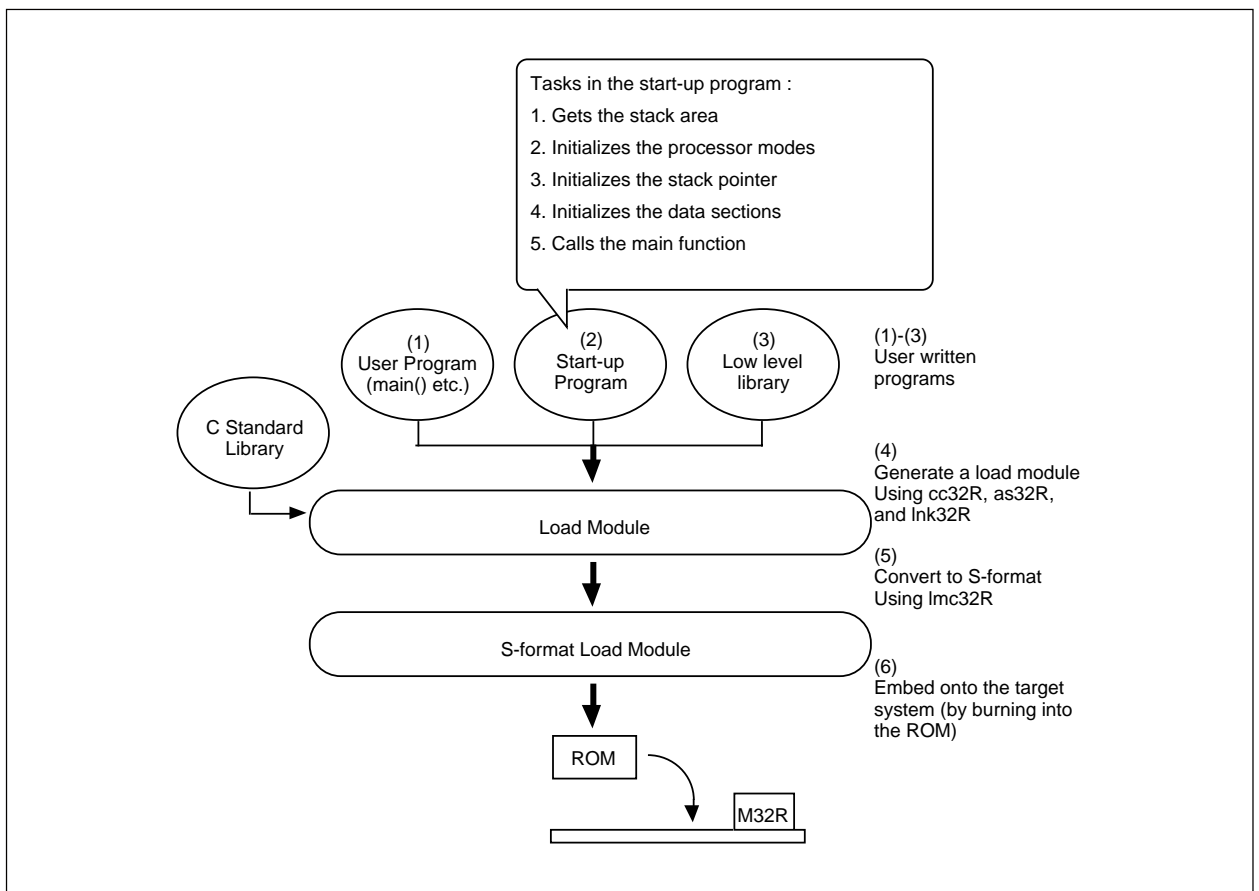 Tasks in the start-up program :
1. Gets the stack area
2. Initializes the processor modes
3. Initializes the stack pointer
4. Initializes the data sections
5. Calls the main function
(1)
User Program
(main() etc.)
(2)
Start-up
Program
(3)
Low level
library
(1)-(3)
User written
programs
C Standard
Library
(4)
Generate a load module
Using cc32R, as32R,
and lnk32R
Load Module
(5)
Convert to S-format
Using lmc32R
S-format Load Module
(6)
Embed onto the target
system (by burning into
the ROM)
ROM
M32R